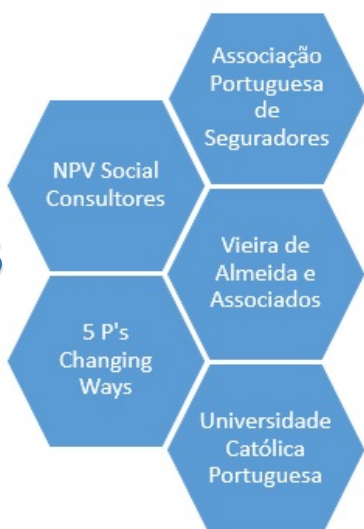 Associação
Portuguesa
de
Seguradores
NPV Social
Consultores
Vieira de
Almeida e
Associados
5 P's
Changing
Ways
Universidade
Católica
Portuguesa